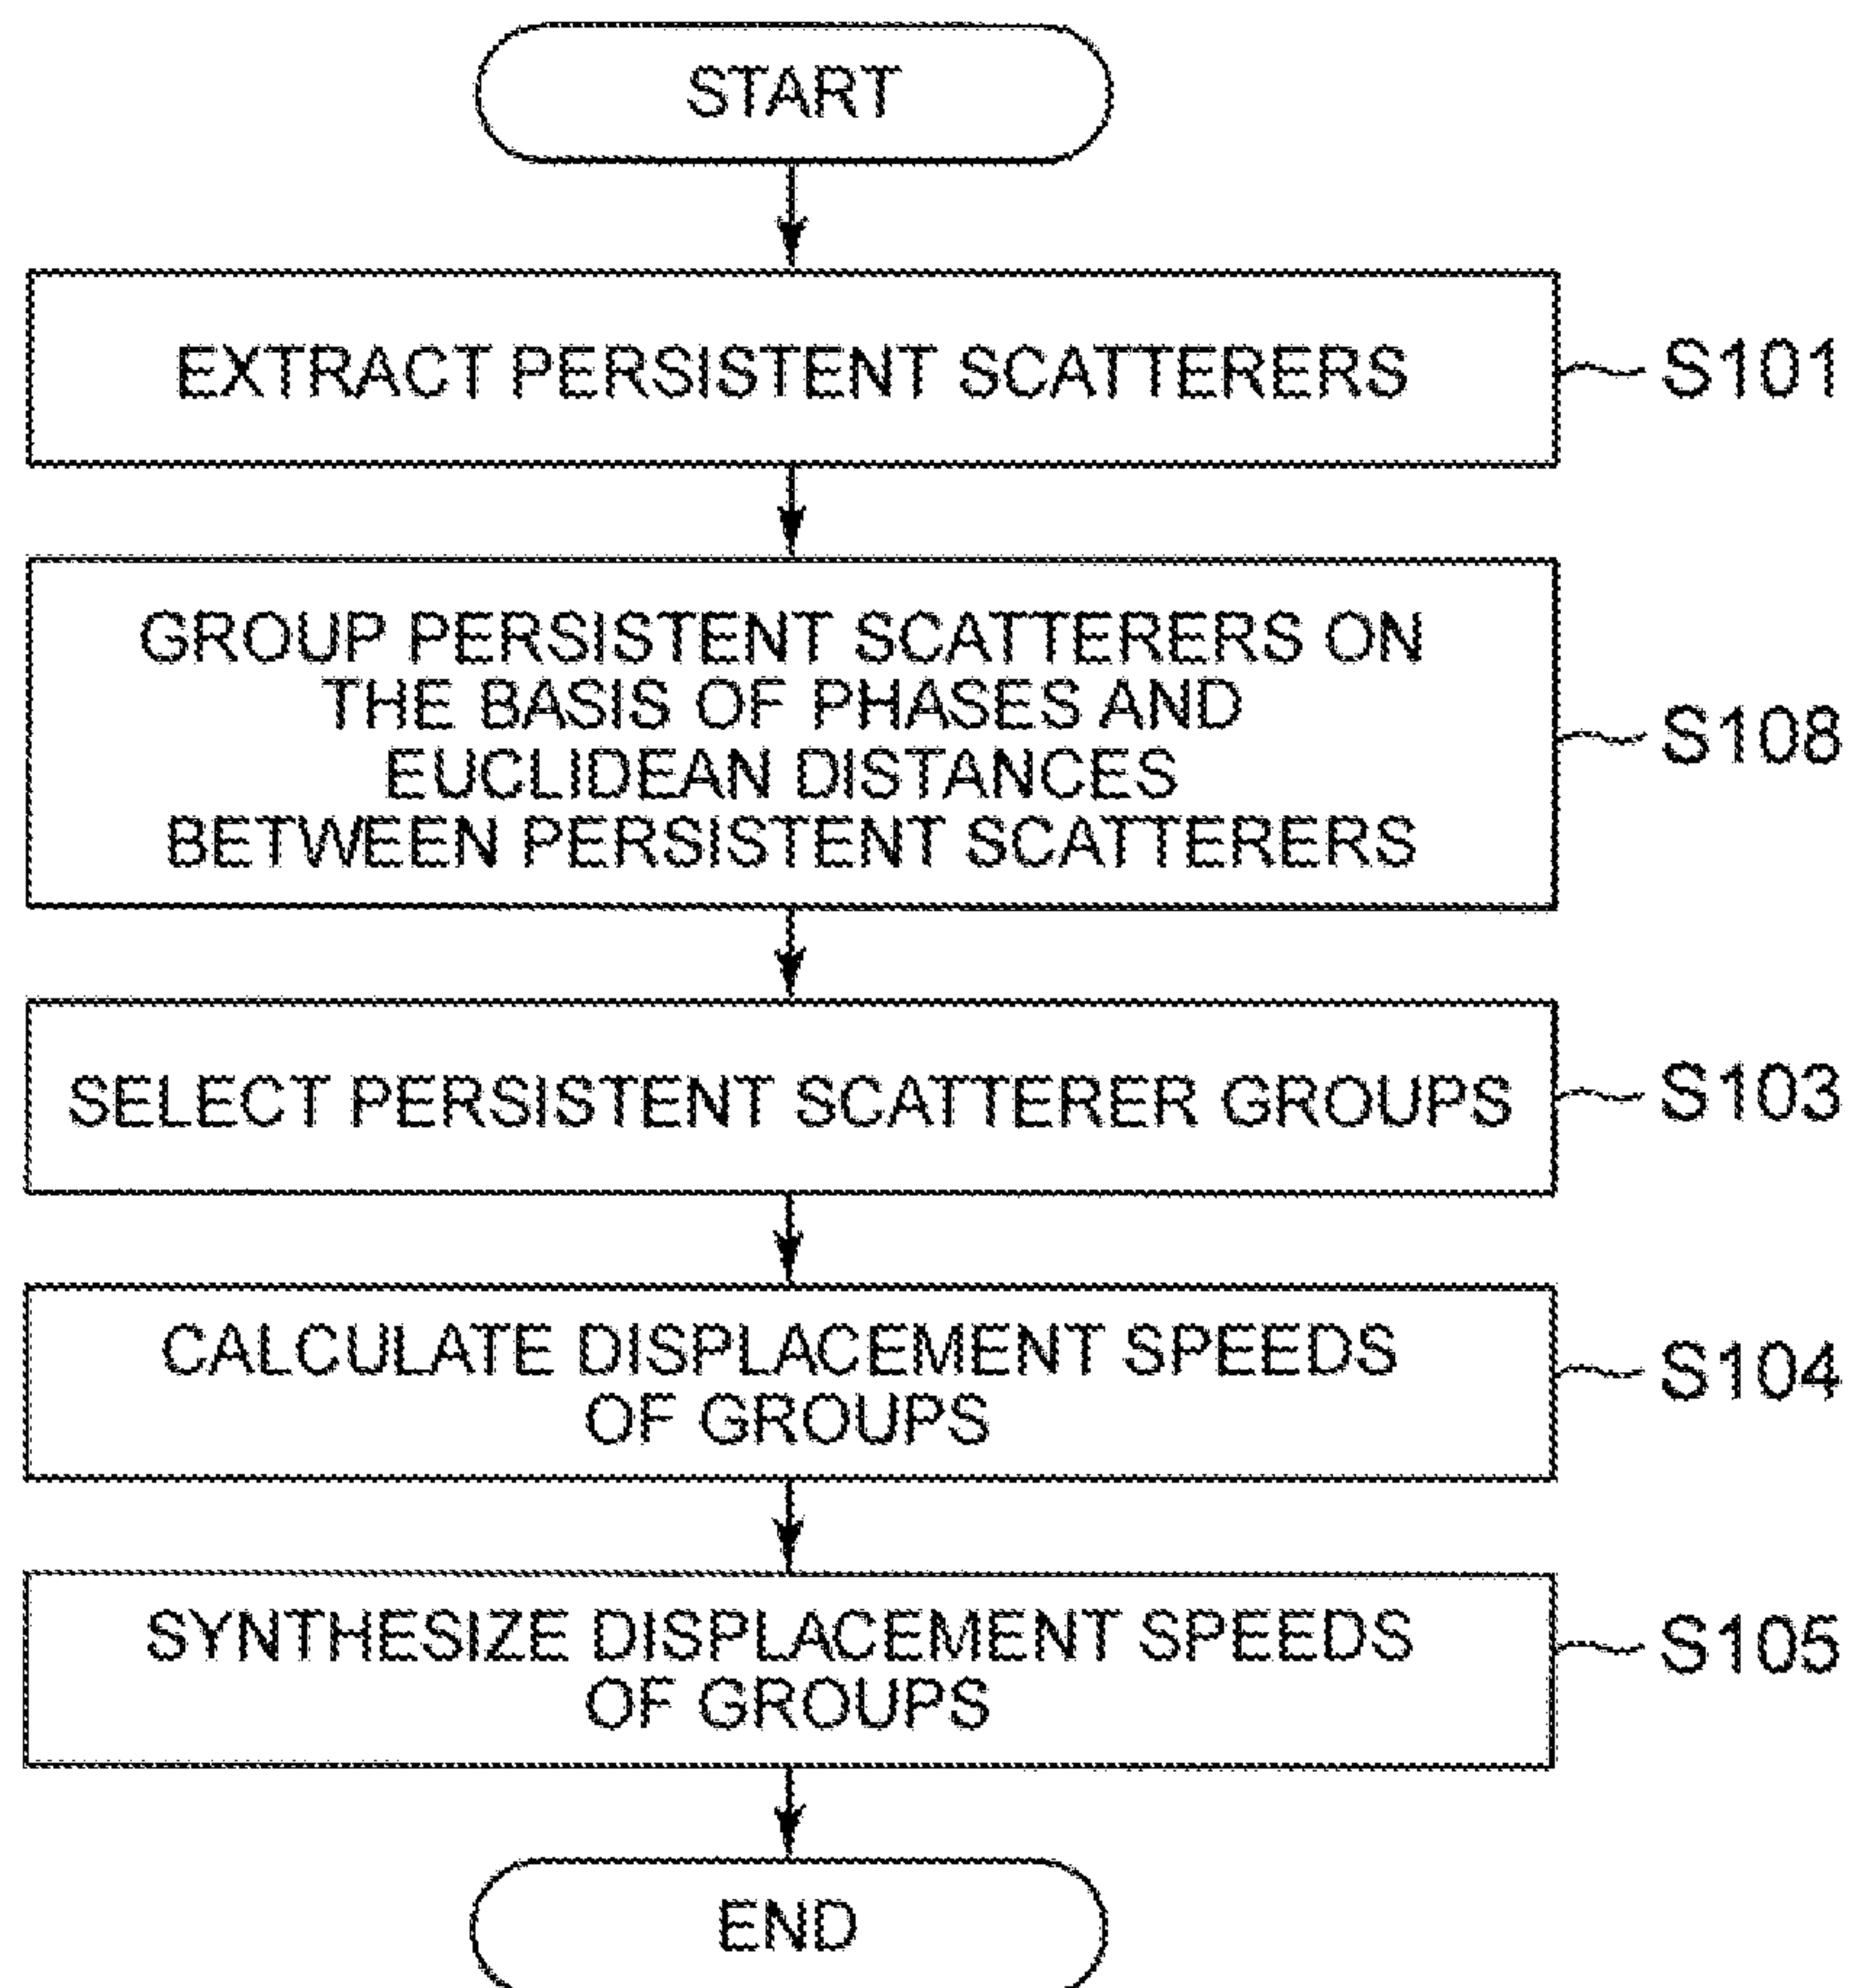 START
EXTRACT PERSISTENT SCATTERERS
S101
GROUP PERSISTENT SCATTERERS ON
THE BASIS OF PHASES AND
EUCLIDEAN DISTANCES
BETWEEN PERSISTENT SCATTERERS
S108
SELECT PERSISTENT SCATTERER GROUPS
S103
CALCULATE DISPLACEMENT SPEEDS
OF GROUPS
S104
SYNTHESIZE DISPLACEMENT SPEEDS
OF GROUPS
S105
END